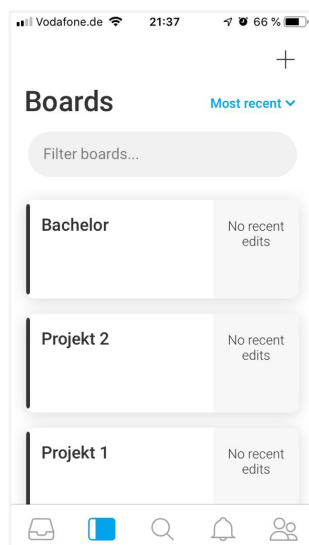 Vodafone.de 21:37 66 %
Boards
Most recent
Filter boards...
Bachelor
No recent
edits
Projekt 2
No recent
edits
Projekt 1
No recent
edits